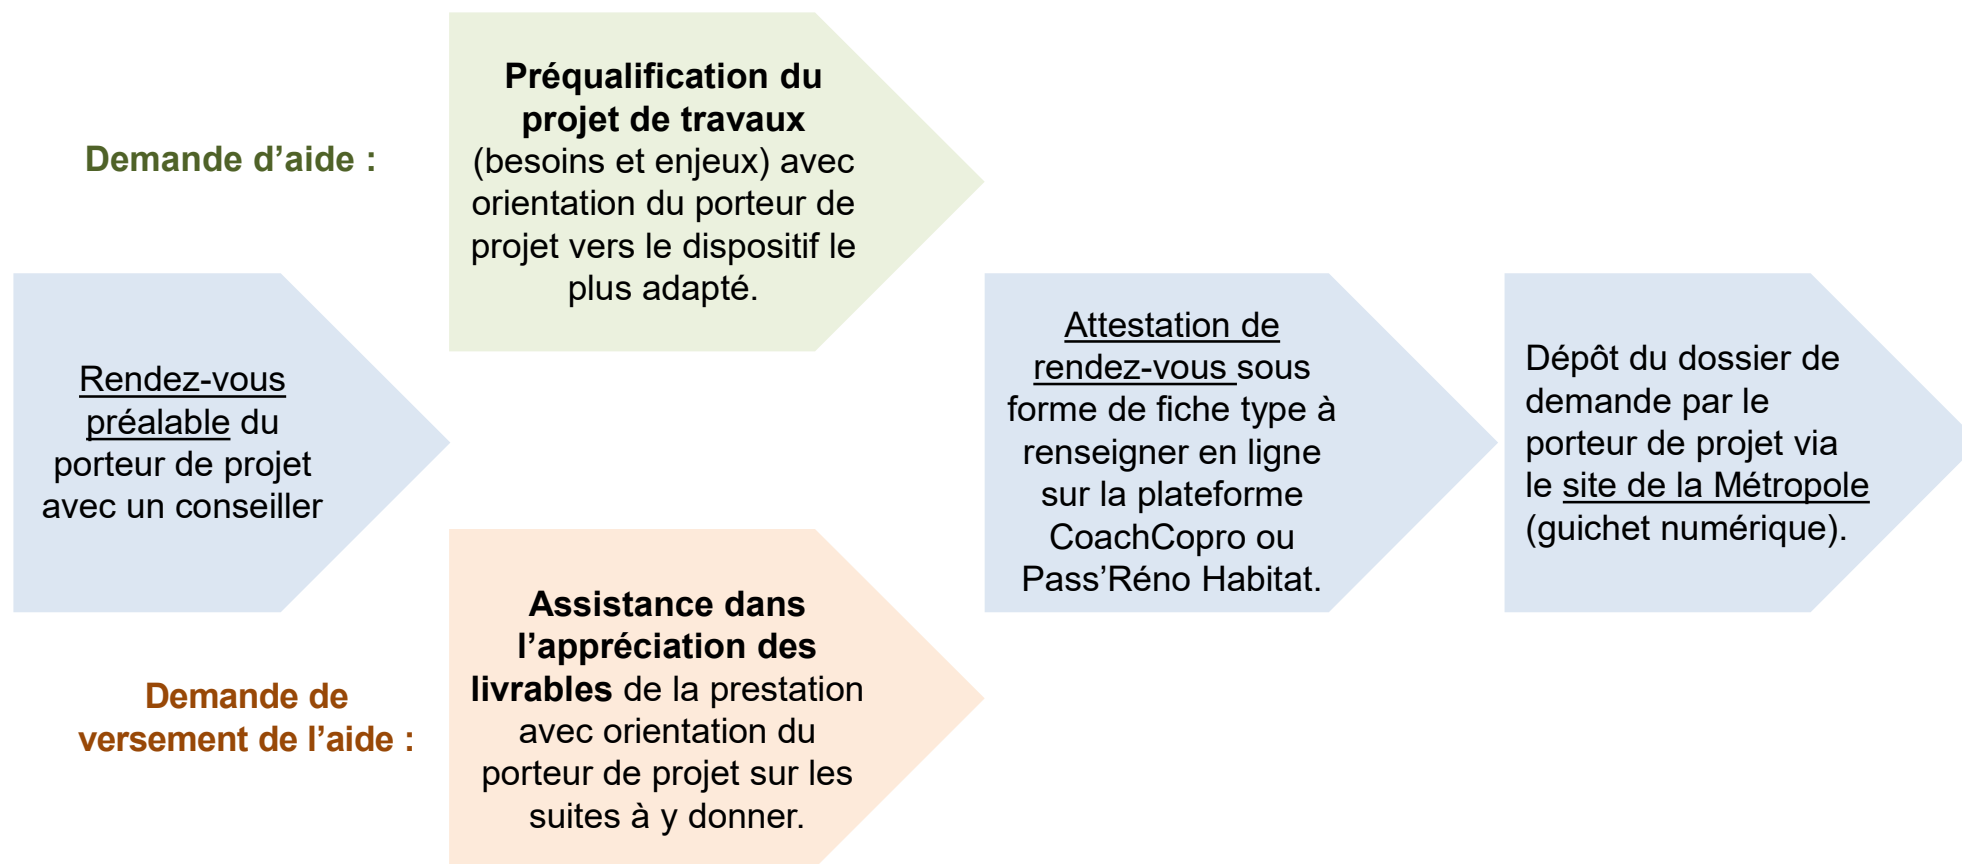 Demande d’aide :
Préqualification du
projet de travaux
(besoins et enjeux) avec
orientation du porteur de
projet vers le dispositif le
plus adapté.
Rendez-vous
préalable du
porteur de projet
avec un conseiller
Demande de
versement de l’aide :
Assistance dans
l’appréciation des
livrables de la prestation
avec orientation du
porteur de projet sur les
suites à y donner.
Attestation de
rendez-vous sous
forme de fiche type à
renseigner en ligne
sur la plateforme
CoachCopro ou
Pass’Réno Habitat.
Dépôt du dossier de
demande par le
porteur de projet via
le site de la Métropole
(guichet numérique).